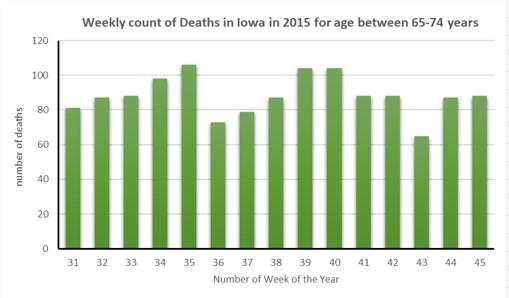 Weekly count of Deaths in Iowa in 2015 for age between 65-74 years
120
100
80
60
40
20
0
number of deaths
31 32 33 34 35 36 37 38 39 40 41 42 43 44 45
Number of Week of the Year